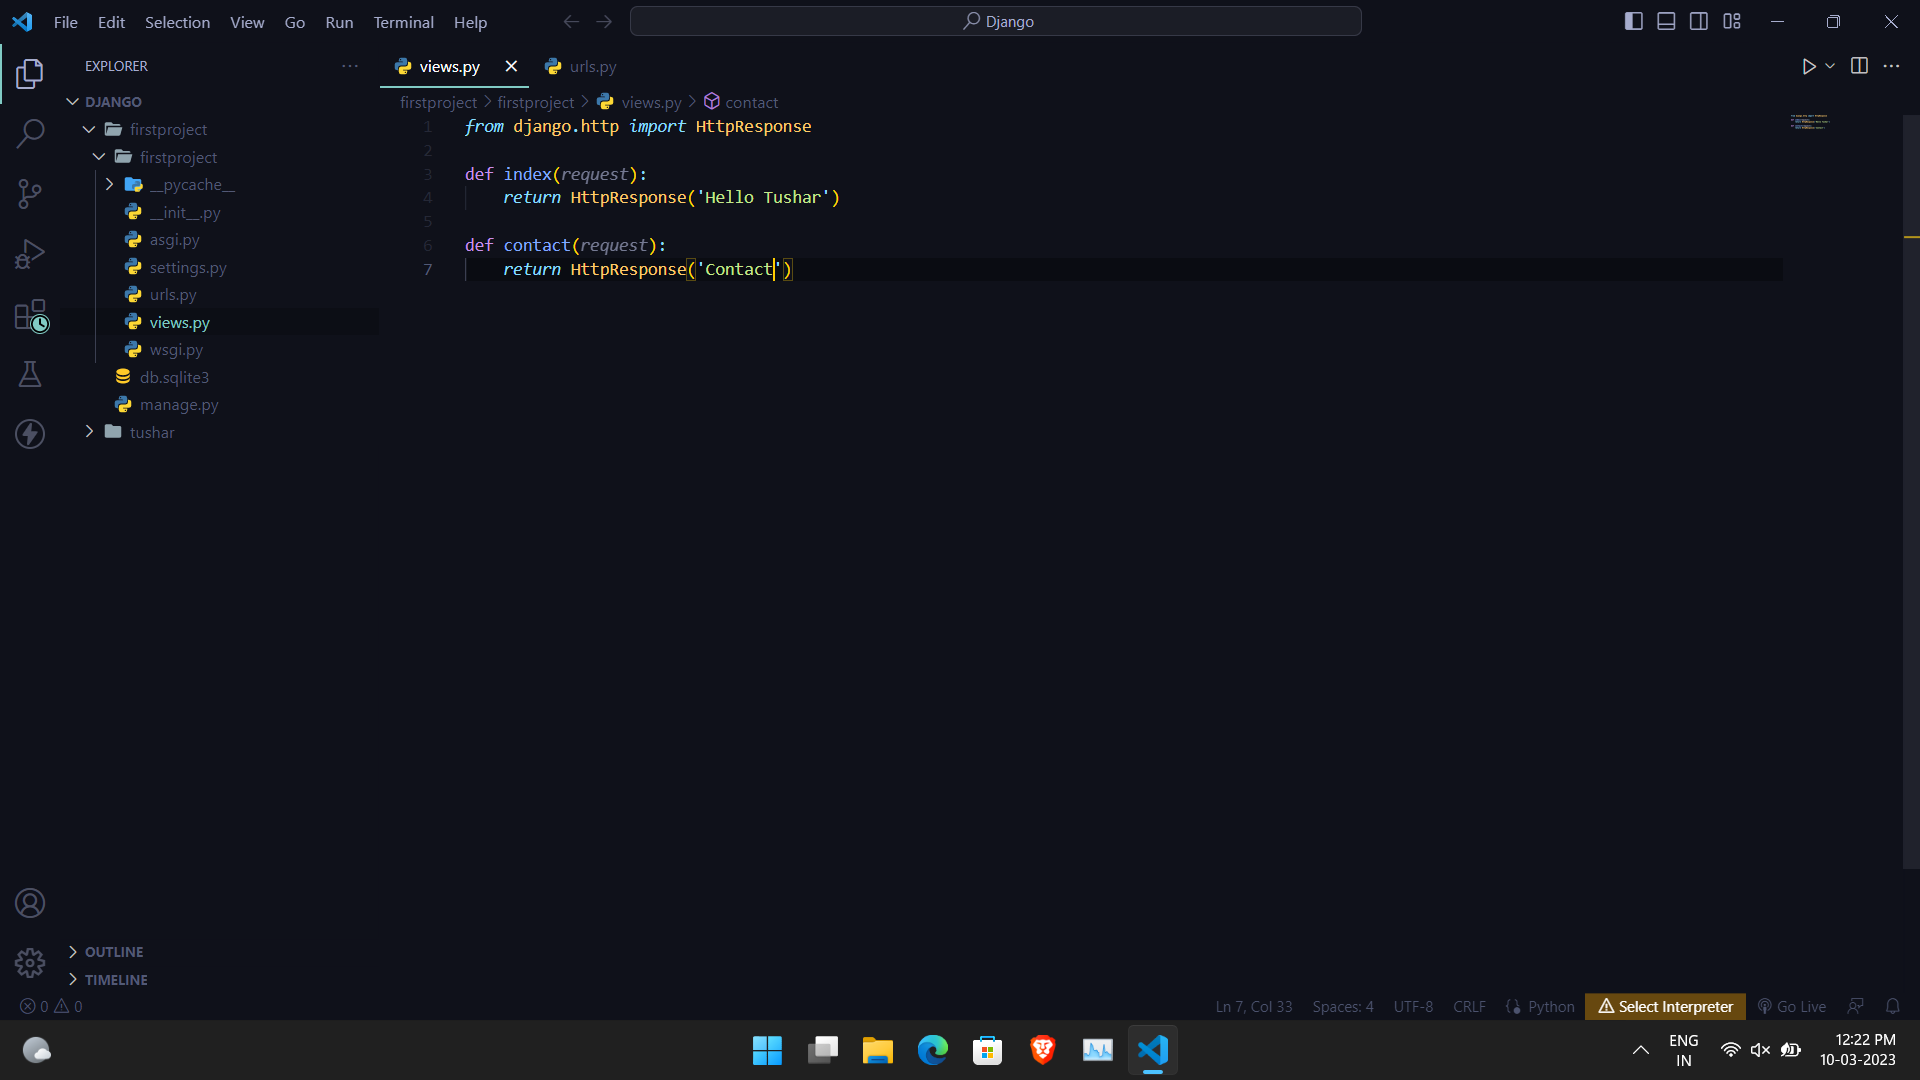 File Edit Selection View Go Run Terminal Help
Django
EXPLORER
views.py
urls.py
DJANGO
firstproject
firstproject
__pycache__
__init__.py
asgi.py
settings.py
urls.py
views.py
wsgi.py
db.sqlite3
manage.py
tushar
firstproject > firstproject > views.py > contact
1 from django.http import HttpResponse
2
3 def index(request):
4     return HttpResponse('Hello Tushar')
5
6 def contact(request):
7     return HttpResponse('Contact')
OUTLINE
TIMELINE
0 0
Ln 7, Col 33 Spaces: 4 UTF-8 CRLF Python Select Interpreter Go Live
ENG
IN
12:22 PM
10-03-2023